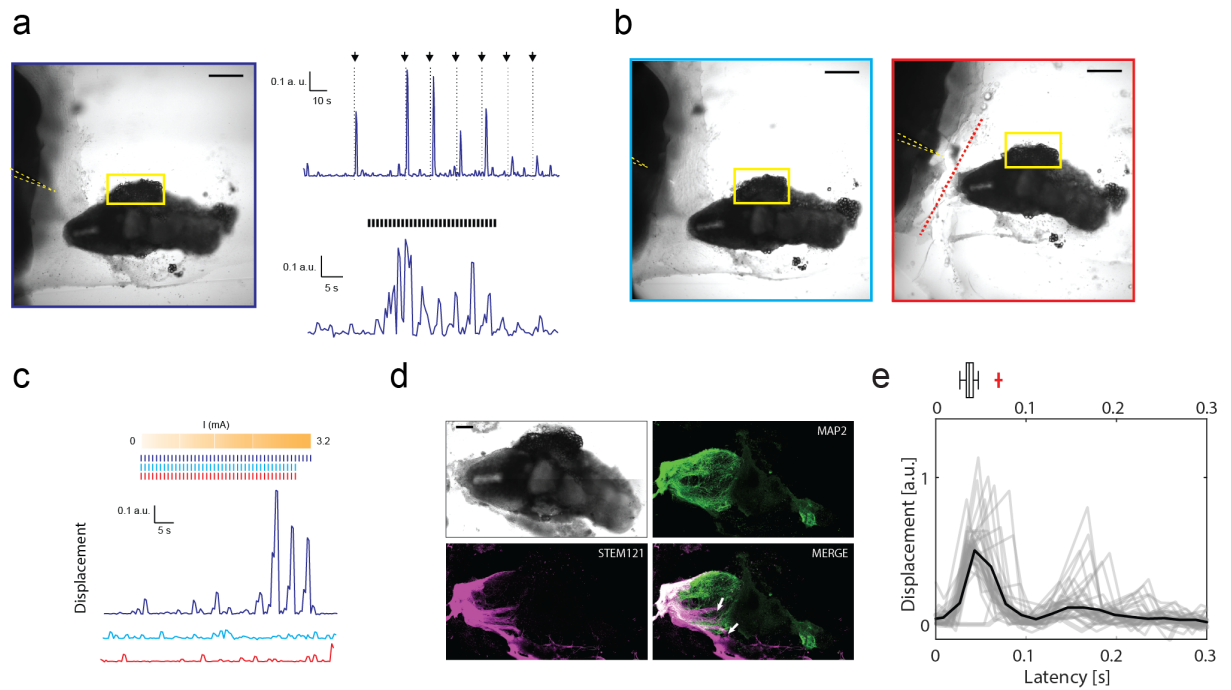 a
b
0.1 a. u.
10 s
0.1 a.u.
5 s
c
d
e
I (mA)
0
3.2
0.1 a.u.
5 s
Displacement
MAP2
STEM121
MERGE
0
0.1
0.2
0.3
1
0
Displacement [a.u.]
0
0.1
0.2
0.3
Latency [s]